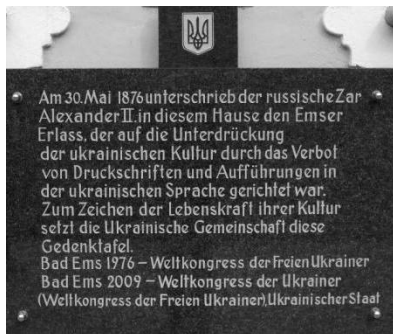 Am 30. Mai 1876 unterschrieb der russische Zar
Alexander II. in diesem Hause den Emser
Erlass, der auf die Unterdrückung
der ukrainischen Kultur durch das Verbot
von Druckschriften und Aufführungen in
der ukrainischen Sprache gerichtet war.
Zum Zeichen der Lebenskraft ihrer Kultur
setzt die Ukrainische Gemeinschaft diese
Gedenktafel.
Bad Ems 1976 – Weltkongress der Freien Ukrainer
Bad Ems 2009 – Weltkongress der Ukrainer
(Weltkongress der Freien Ukrainer), Ukrainischer Staat